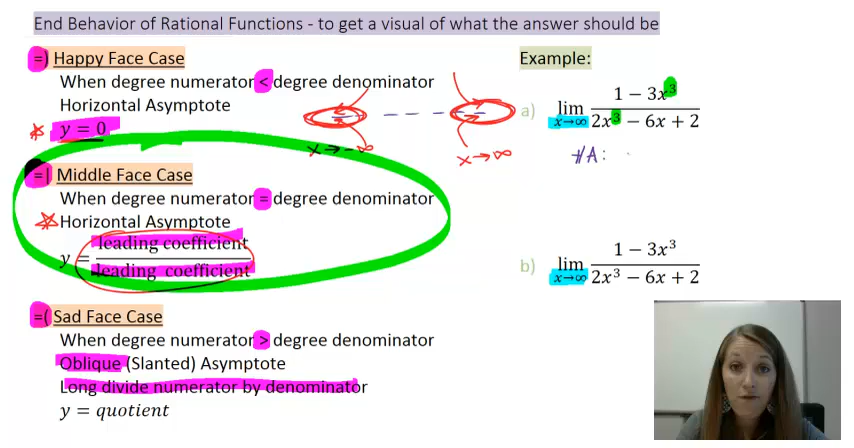 End Behavior of Rational Functions - to get a visual of what the answer should be
=) Happy Face Case
When degree numerator < degree denominator
Horizontal Asymptote
y = 0
x → -∞
x → ∞
=| Middle Face Case
When degree numerator = degree denominator
Horizontal Asymptote
y = leading coefficient / leading coefficient
=( Sad Face Case
When degree numerator > degree denominator
Oblique (Slanted) Asymptote
Long divide numerator by denominator
y = quotient
Example:
a) lim x→∞ (1 − 3x³) / (2x³ − 6x + 2)
HA:
b) lim x→∞ (1 − 3x³) / (2x³ − 6x + 2)